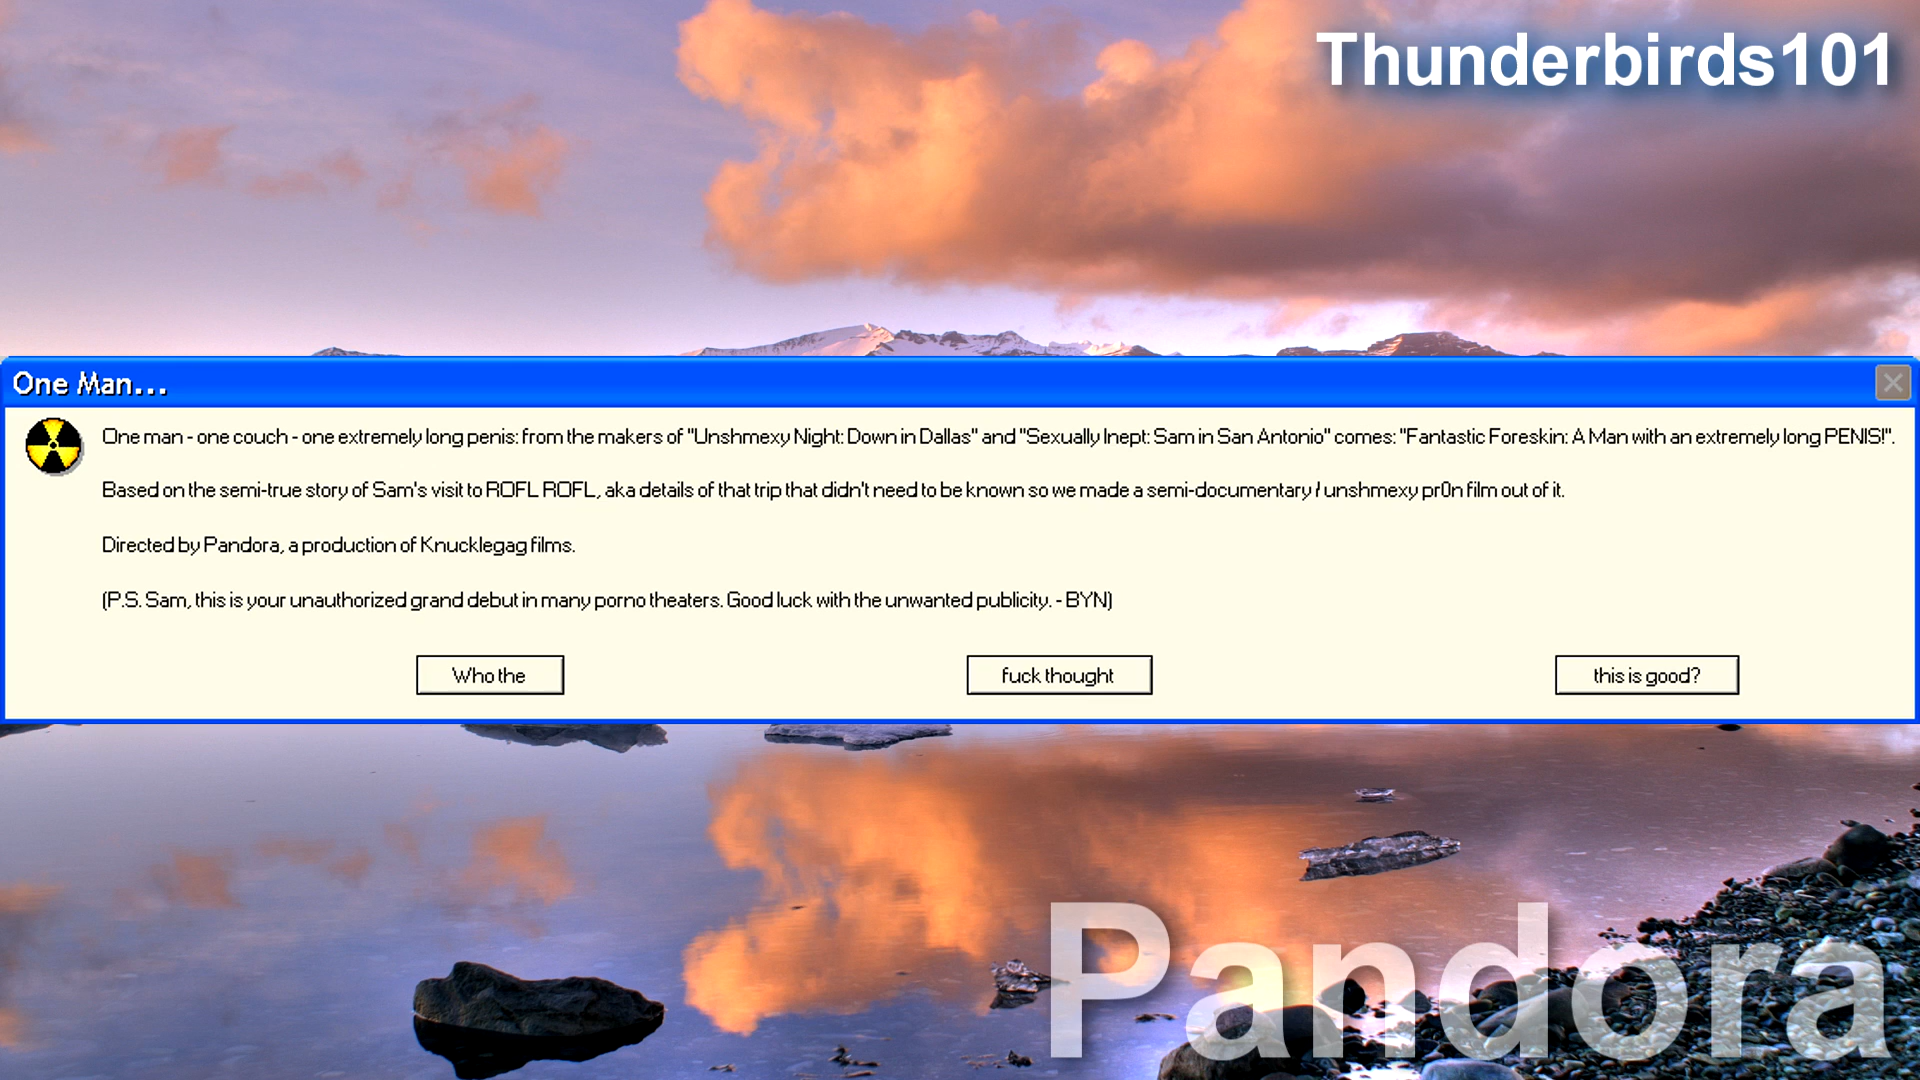 Thunderbirds101
One Man...
One man - one couch - one extremely long penis: from the makers of "Unshmexy Night: Down in Dallas" and "Sexually Inept: Sam in San Antonio" comes: "Fantastic Foreskin: A Man with an extremely long PENIS!".
Based on the semi-true story of Sam's visit to ROFL ROFL, aka details of that trip that didn't need to be known so we made a semi-documentary / unshmexy pr0n film out of it.
Directed by Pandora, a production of Knucklegag films.
(P.S. Sam, this is your unauthorized grand debut in many porno theaters. Good luck with the unwanted publicity. - BYN)
Who the fuck thought this is good?
Pandora